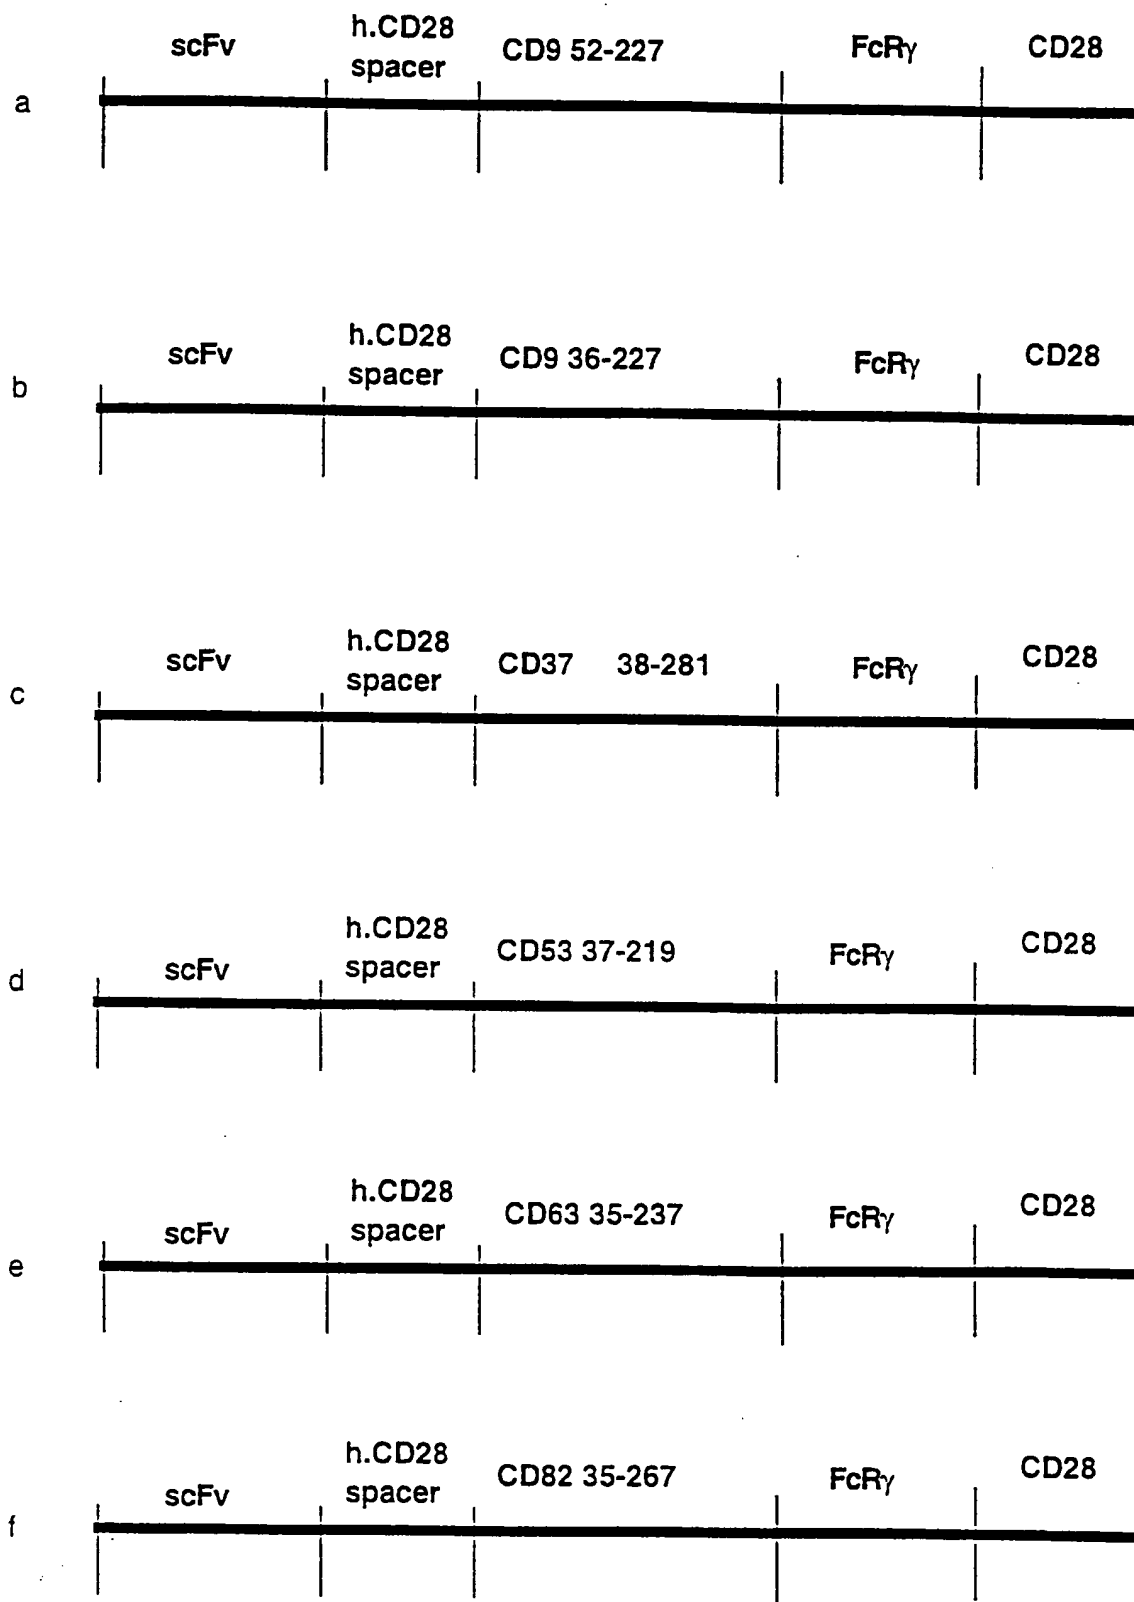 scFv h.CD28 spacer CD9 52-227 FcRγ CD28
a
scFv h.CD28 spacer CD9 36-227 FcRγ CD28
b
scFv h.CD28 spacer CD37 38-281 FcRγ CD28
c
scFv h.CD28 spacer CD53 37-219 FcRγ CD28
d
scFv h.CD28 spacer CD63 35-237 FcRγ CD28
e
scFv h.CD28 spacer CD82 35-267 FcRγ CD28
f